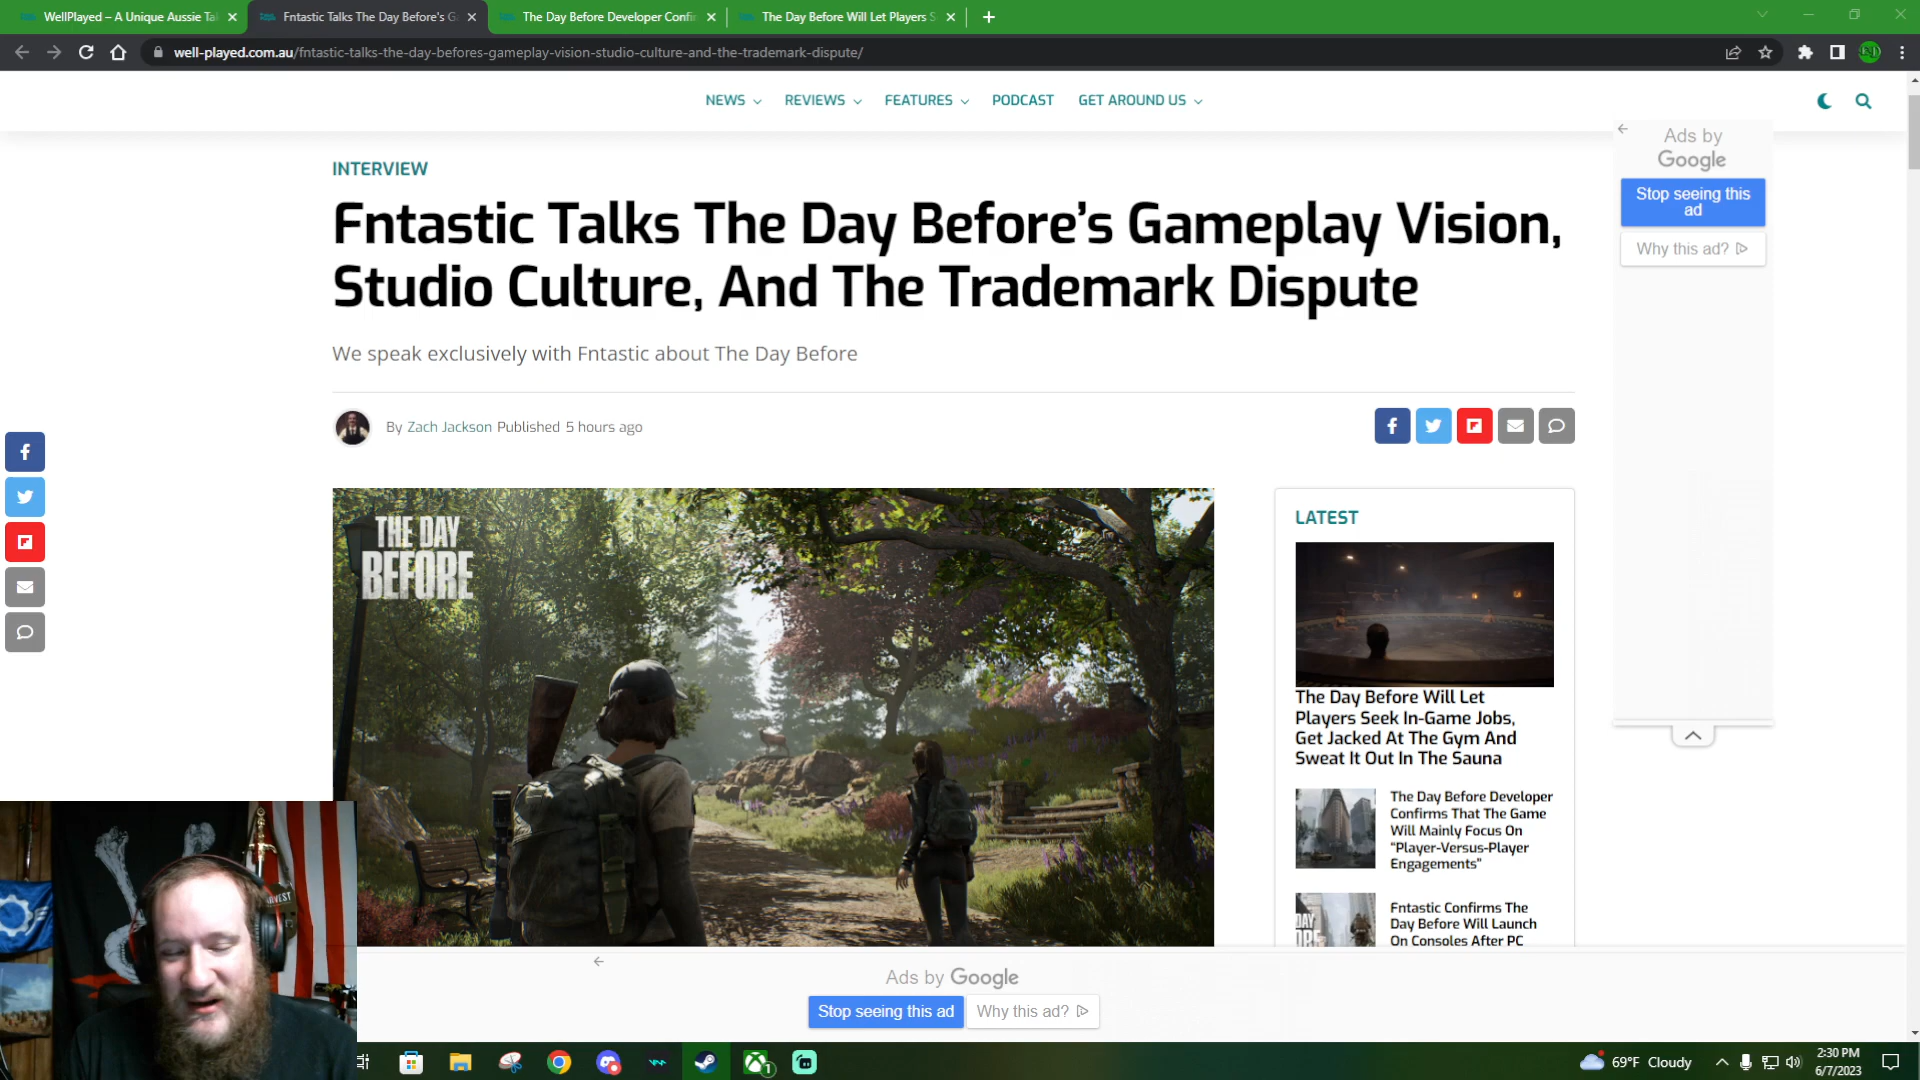 WellPlayed – A Unique Aussie Ta
Fntastic Talks The Day Before's G
The Day Before Developer Confi
The Day Before Will Let Players S
well-played.com.au/fntastic-talks-the-day-befores-gameplay-vision-studio-culture-and-the-trademark-dispute/
NEWS REVIEWS FEATURES PODCAST GET AROUND US
Ads by
Google
Stop seeing this
ad
Why this ad?
INTERVIEW
Fntastic Talks The Day Before’s Gameplay Vision,
Studio Culture, And The Trademark Dispute
We speak exclusively with Fntastic about The Day Before
By Zach Jackson Published 5 hours ago
THE DAY
BEFORE
LATEST
The Day Before Will Let
Players Seek In-Game Jobs,
Get Jacked At The Gym And
Sweat It Out In The Sauna
The Day Before Developer
Confirms That The Game
Will Mainly Focus On
“Player-Versus-Player
Engagements”
Fntastic Confirms The
Day Before Will Launch
On Consoles After PC
Ads by Google
Stop seeing this ad
Why this ad?
69°F Cloudy
2:30 PM
6/7/2023